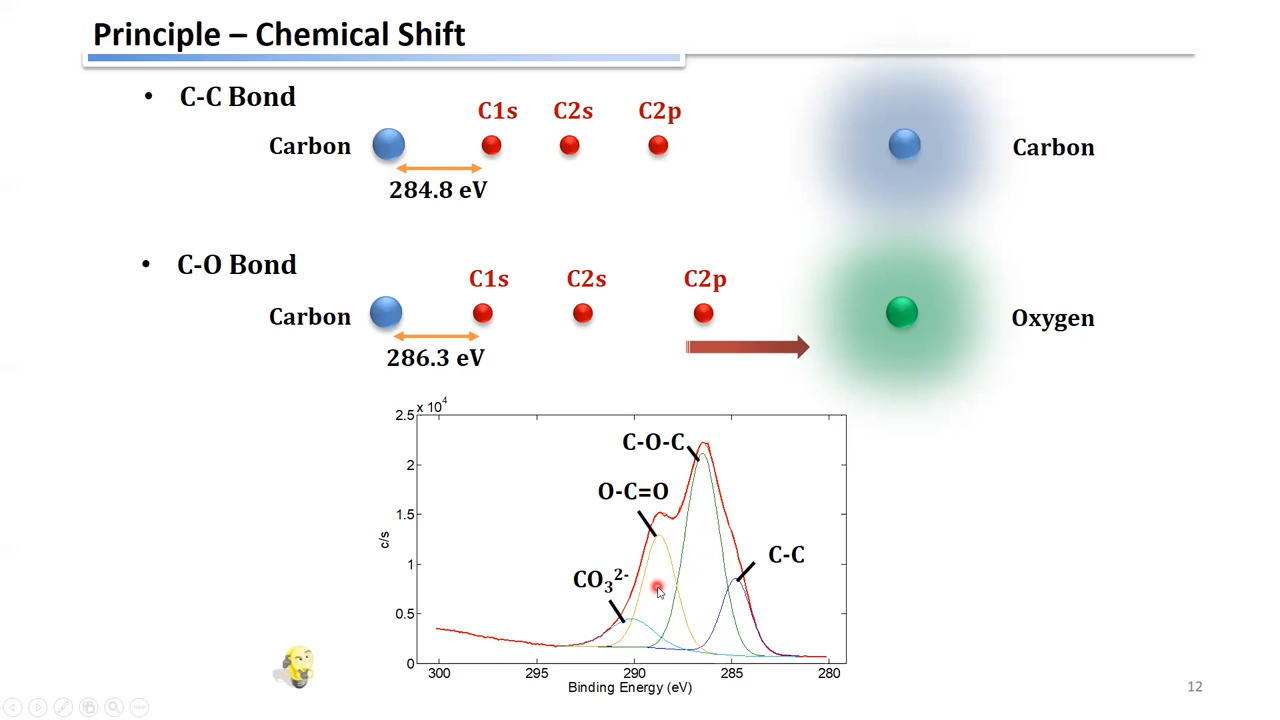 Principle – Chemical Shift
• C-C Bond
C1s C2s C2p
Carbon
Carbon
284.8 eV
• C-O Bond
C1s C2s C2p
Carbon
Oxygen
286.3 eV
x 10⁴
2.5
2
1.5
1
0.5
0
c/s
C-O-C
O-C=O
C-C
CO₃²⁻
300 295 290 285 280
Binding Energy (eV)
12